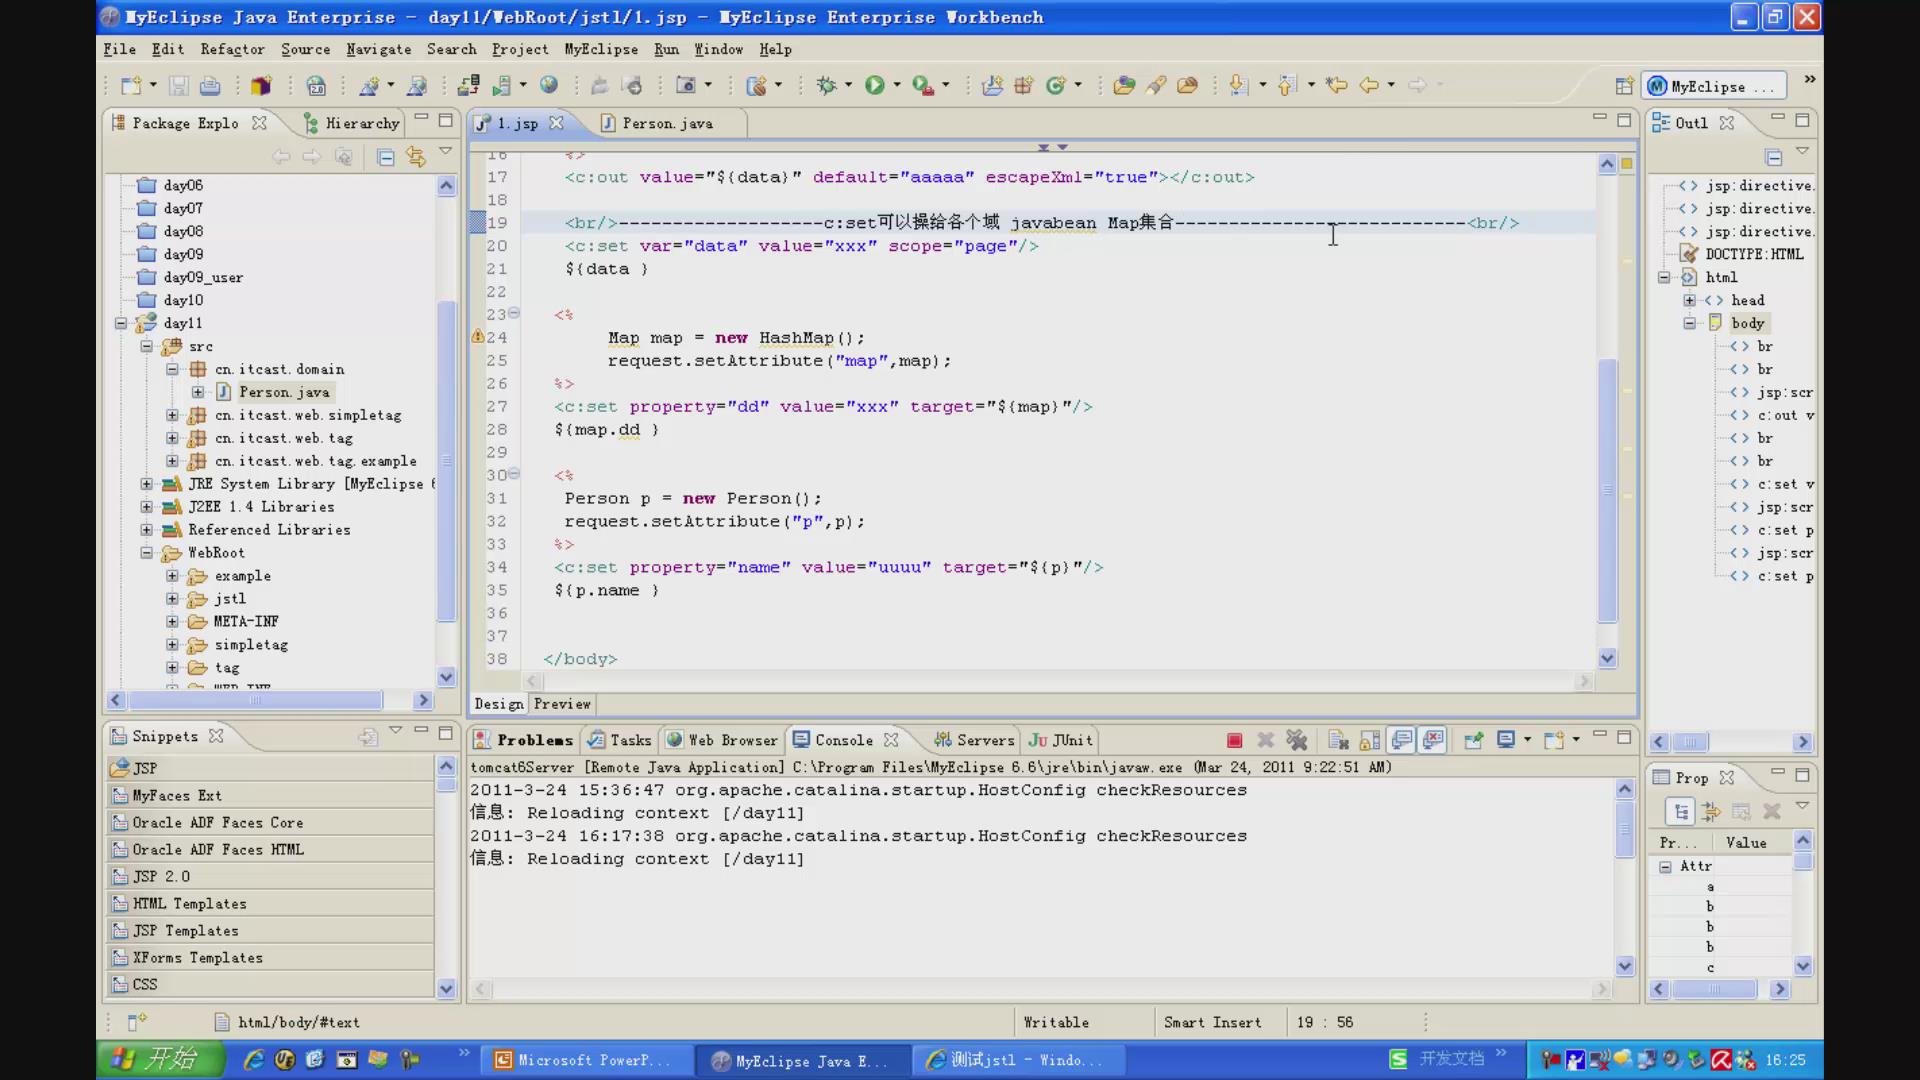 MyEclipse Java Enterprise - day11/WebRoot/jstl/1.jsp - MyEclipse Enterprise Workbench
File Edit Refactor Source Navigate Search Project MyEclipse Run Window Help
MyEclipse ...
Package Explo
Hierarchy
day06
day07
day08
day09
day09_user
day10
day11
src
cn.itcast.domain
Person.java
cn.itcast.web.simpletag
cn.itcast.web.tag
cn.itcast.web.tag.example
JRE System Library [MyEclipse 6
J2EE 1.4 Libraries
Referenced Libraries
WebRoot
example
jstl
META-INF
simpletag
tag
WEB-INF
1.jsp
Person.java
16 %>
17 <c:out value="${data}" default="aaaaa" escapeXml="true"></c:out>
18
19 <br/>-------------------c:set可以操给各个域 javabean Map集合---------------------------<br/>
20 <c:set var="data" value="xxx" scope="page"/>
21 ${data }
22
23 <%
24 Map map = new HashMap();
25 request.setAttribute("map",map);
26 %>
27 <c:set property="dd" value="xxx" target="${map}"/>
28 ${map.dd }
29
30 <%
31 Person p = new Person();
32 request.setAttribute("p",p);
33 %>
34 <c:set property="name" value="uuuu" target="${p}"/>
35 ${p.name }
36
37
38 </body>
Design Preview
Outl
jsp:directive.
jsp:directive.
jsp:directive.
DOCTYPE:HTML
html
head
body
br
br
jsp:scr
c:out v
br
br
c:set v
jsp:scr
c:set p
jsp:scr
c:set p
Snippets
JSP
MyFaces Ext
Oracle ADF Faces Core
Oracle ADF Faces HTML
JSP 2.0
HTML Templates
JSP Templates
XForms Templates
CSS
Problems Tasks Web Browser Console Servers JUnit
tomcat6Server [Remote Java Application] C:\Program Files\MyEclipse 6.6\jre\bin\javaw.exe (Mar 24, 2011 9:22:51 AM)
2011-3-24 15:36:47 org.apache.catalina.startup.HostConfig checkResources
信息: Reloading context [/day11]
2011-3-24 16:17:38 org.apache.catalina.startup.HostConfig checkResources
信息: Reloading context [/day11]
Prop
Pr... Value
Attr
a
b
b
b
c
html/body/#text
Writable
Smart Insert
19 : 56
开始
Microsoft PowerP...
MyEclipse Java E...
测试jstl - Windo...
开发文档
16:25